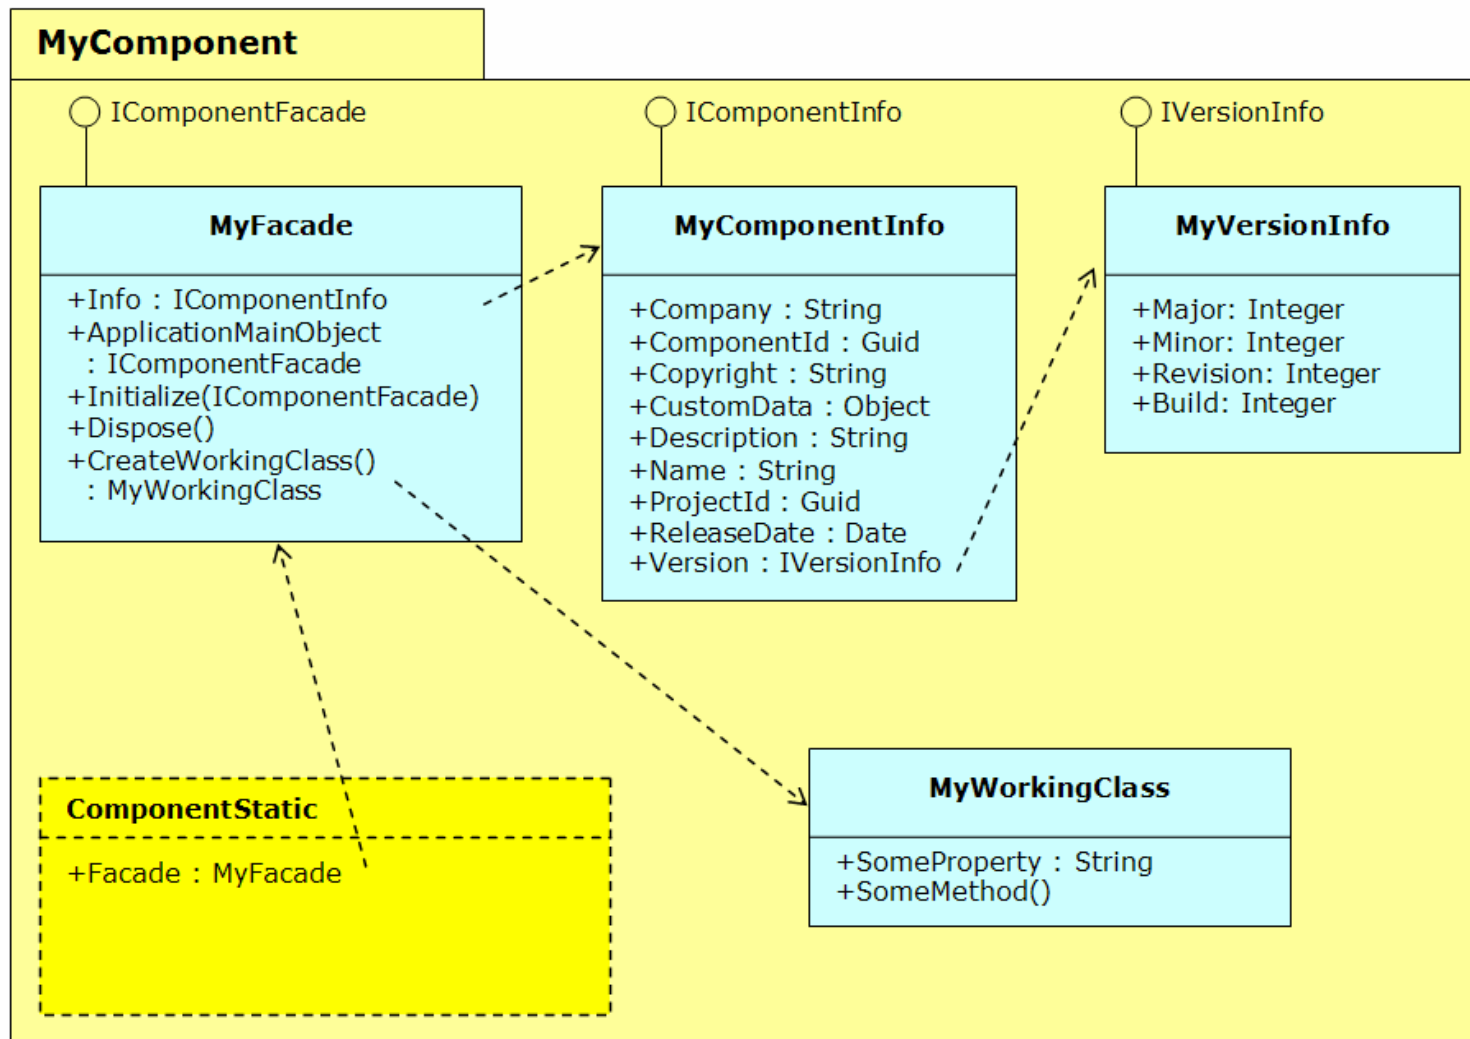 MyComponent
IComponentFacade
IComponentInfo
IVersionInfo
MyFacade
+Info : IComponentInfo
+ApplicationMainObject
: IComponentFacade
+Initialize(IComponentFacade)
+Dispose()
+CreateWorkingClass()
: MyWorkingClass
MyComponentInfo
+Company : String
+ComponentId : Guid
+Copyright : String
+CustomData : Object
+Description : String
+Name : String
+ProjectId : Guid
+ReleaseDate : Date
+Version : IVersionInfo
MyVersionInfo
+Major: Integer
+Minor: Integer
+Revision: Integer
+Build: Integer
ComponentStatic
+Facade : MyFacade
MyWorkingClass
+SomeProperty : String
+SomeMethod()